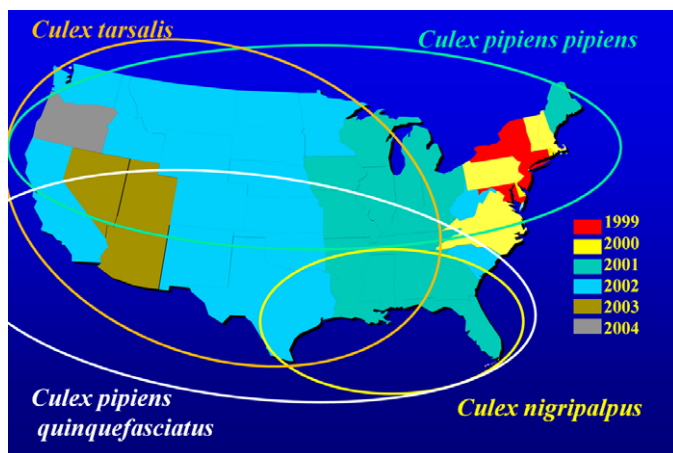 Culex tarsalis
Culex pipiens pipiens
1999
2000
2001
2002
2003
2004
Culex pipiens
quinquefasciatus
Culex nigripalpus